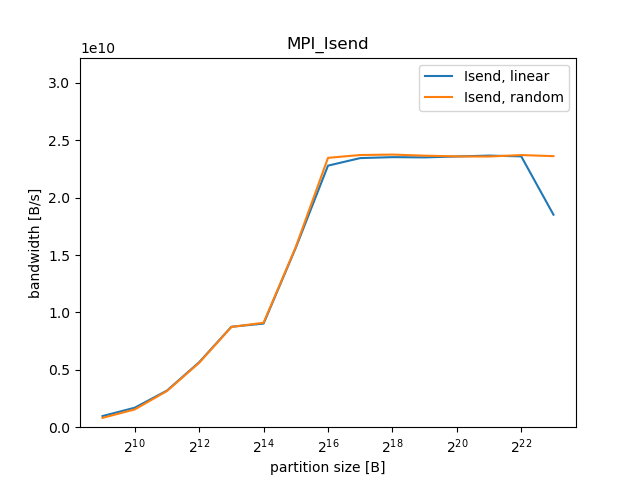 MPI_Isend
1e10
Isend, linear
Isend, random
3.0
2.5
2.0
1.5
1.0
0.5
0.0
bandwidth [B/s]
2^10 2^12 2^14 2^16 2^18 2^20 2^22
partition size [B]